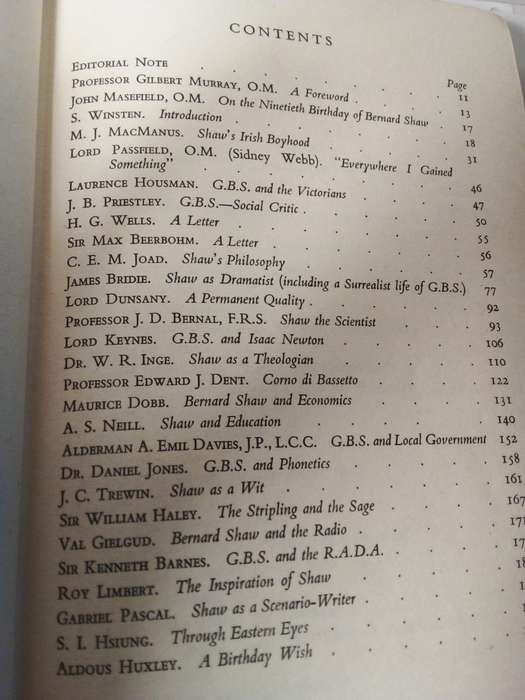 CONTENTS
Page
EDITORIAL NOTE . . . . . . 11
PROFESSOR GILBERT MURRAY, O.M. A Foreword . . . 13
JOHN MASEFIELD, O.M. On the Ninetieth Birthday of Bernard Shaw . 17
S. WINSTEN. Introduction . . . . . . 18
M. J. MACMANUS. Shaw's Irish Boyhood . . . . 31
LORD PASSFIELD, O.M. (Sidney Webb). "Everywhere I Gained
Something" . . . . . . . 46
LAURENCE HOUSMAN. G.B.S. and the Victorians . . . 47
J. B. PRIESTLEY. G.B.S.—Social Critic . . . . . 50
H. G. WELLS. A Letter . . . . . . 55
SIR MAX BEERBOHM. A Letter . . . . . 56
C. E. M. JOAD. Shaw's Philosophy . . . . 57
JAMES BRIDIE. Shaw as Dramatist (including a Surrealist life of G.B.S.) 77
LORD DUNSANY. A Permanent Quality . . . . . 92
PROFESSOR J. D. BERNAL, F.R.S. Shaw the Scientist . . 93
LORD KEYNES. G.B.S. and Isaac Newton . . . . 106
DR. W. R. INGE. Shaw as a Theologian . . . . 110
PROFESSOR EDWARD J. DENT. Corno di Bassetto . . . 122
MAURICE DOBB. Bernard Shaw and Economics . . . 131
A. S. NEILL. Shaw and Education . . . . 140
ALDERMAN A. EMIL DAVIES, J.P., L.C.C. G.B.S. and Local Government 152
DR. DANIEL JONES. G.B.S. and Phonetics . . . . 158
J. C. TREWIN. Shaw as a Wit . . . . . 161
SIR WILLIAM HALEY. The Stripling and the Sage . . . 167
VAL GIELGUD. Bernard Shaw and the Radio . . . . 171
SIR KENNETH BARNES. G.B.S. and the R.A.D.A. . . .
ROY LIMBERT. The Inspiration of Shaw . . . .
GABRIEL PASCAL. Shaw as a Scenario-Writer . . . .
S. I. HSIUNG. Through Eastern Eyes . . . .
ALDOUS HUXLEY. A Birthday Wish . . . .